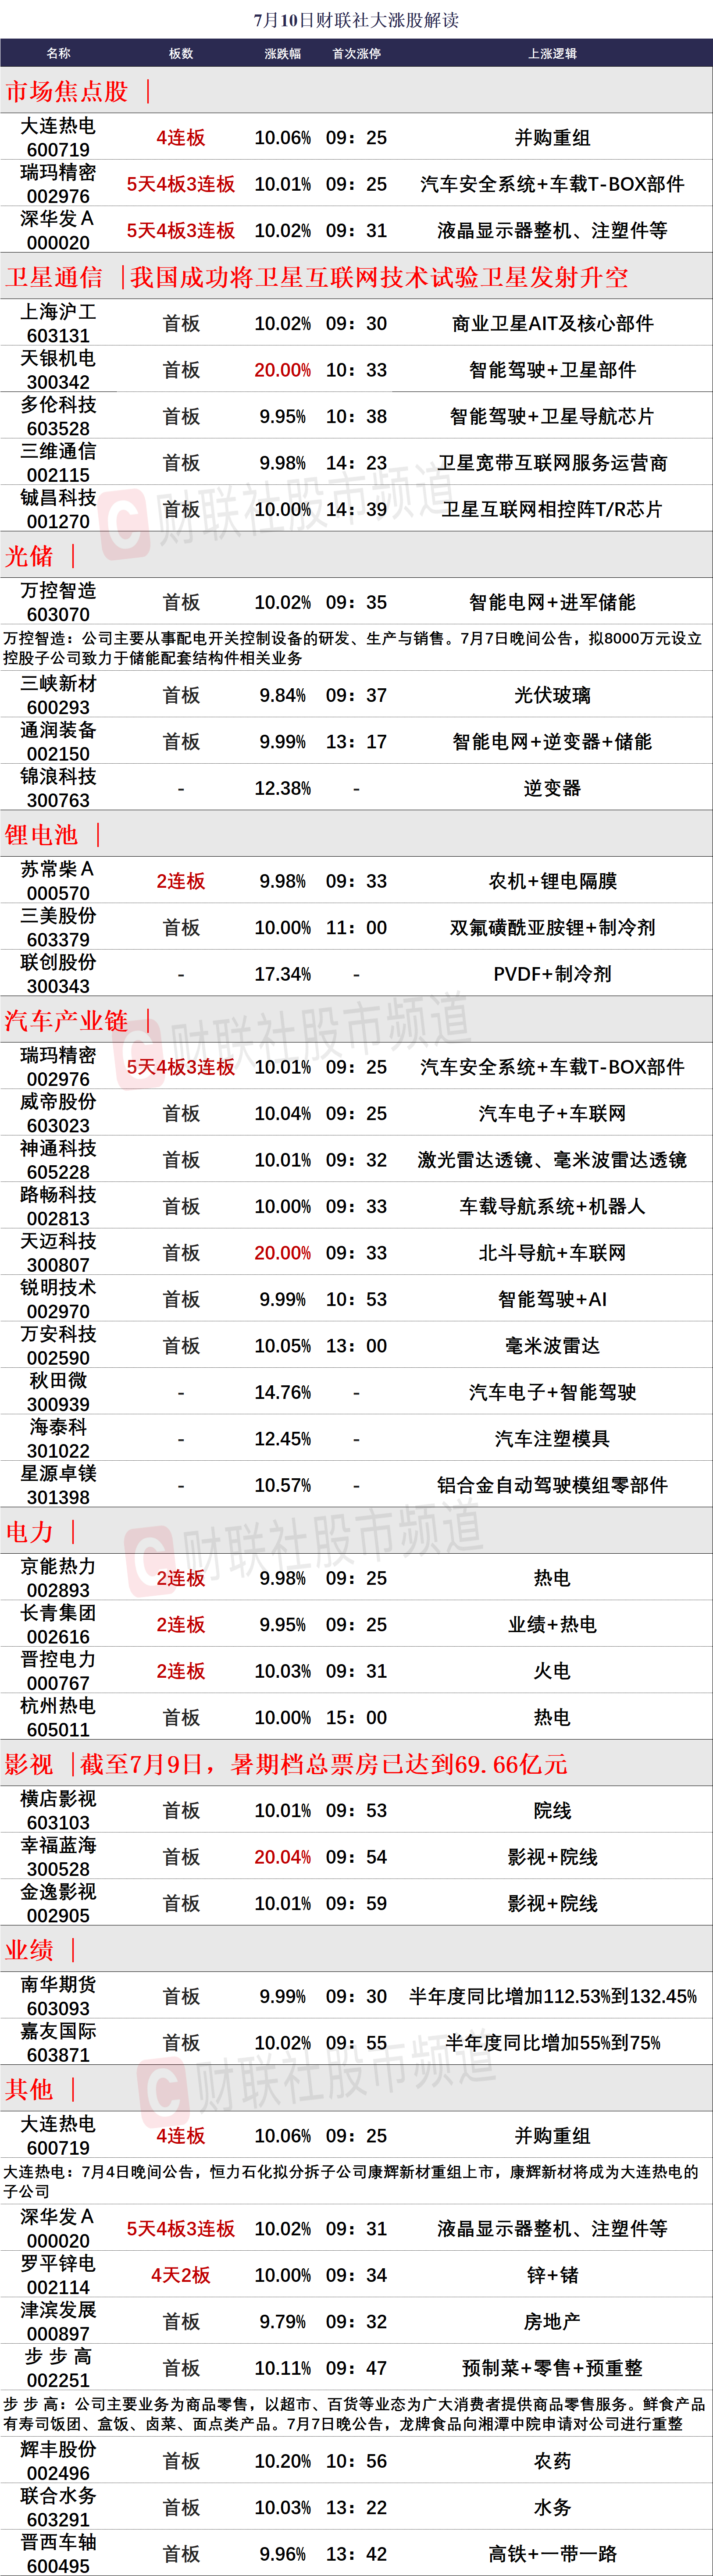 7月10日财联社大涨股解读
名称 板数 涨跌幅 首次涨停 上涨逻辑
市场焦点股 |
大连热电
600719 4连板 10.06% 09：25 并购重组
瑞玛精密
002976 5天4板3连板 10.01% 09：25 汽车安全系统+车载T-BOX部件
深华发Ａ
000020 5天4板3连板 10.02% 09：31 液晶显示器整机、注塑件等
卫星通信 |我国成功将卫星互联网技术试验卫星发射升空
上海沪工
603131 首板 10.02% 09：30 商业卫星AIT及核心部件
天银机电
300342 首板 20.00% 10：33 智能驾驶+卫星部件
多伦科技
603528 首板 9.95% 10：38 智能驾驶+卫星导航芯片
三维通信
002115 首板 9.98% 14：23 卫星宽带互联网服务运营商
铖昌科技
001270 首板 10.00% 14：39 卫星互联网相控阵T/R芯片
财联社股市频道
光储 |
万控智造
603070 首板 10.02% 09：35 智能电网+进军储能
万控智造：公司主要从事配电开关控制设备的研发、生产与销售。7月7日晚间公告，拟8000万元设立
控股子公司致力于储能配套结构件相关业务
三峡新材
600293 首板 9.84% 09：37 光伏玻璃
通润装备
002150 首板 9.99% 13：17 智能电网+逆变器+储能
锦浪科技
300763 - 12.38% - 逆变器
锂电池 |
苏常柴Ａ
000570 2连板 9.98% 09：33 农机+锂电隔膜
三美股份
603379 首板 10.00% 11：00 双氟磺酰亚胺锂+制冷剂
联创股份
300343 - 17.34% - PVDF+制冷剂
汽车产业链 |
财联社股市频道
瑞玛精密
002976 5天4板3连板 10.01% 09：25 汽车安全系统+车载T-BOX部件
威帝股份
603023 首板 10.04% 09：25 汽车电子+车联网
神通科技
605228 首板 10.01% 09：32 激光雷达透镜、毫米波雷达透镜
路畅科技
002813 首板 10.00% 09：33 车载导航系统+机器人
天迈科技
300807 首板 20.00% 09：33 北斗导航+车联网
锐明技术
002970 首板 9.99% 10：53 智能驾驶+AI
万安科技
002590 首板 10.05% 13：00 毫米波雷达
秋田微
300939 - 14.76% - 汽车电子+智能驾驶
海泰科
301022 - 12.45% - 汽车注塑模具
星源卓镁
301398 - 10.57% - 铝合金自动驾驶模组零部件
电力 |
财联社股市频道
京能热力
002893 2连板 9.98% 09：25 热电
长青集团
002616 2连板 9.95% 09：25 业绩+热电
晋控电力
000767 2连板 10.03% 09：31 火电
杭州热电
605011 首板 10.00% 15：00 热电
影视 |截至7月9日，暑期档总票房已达到69.66亿元
横店影视
603103 首板 10.01% 09：53 院线
幸福蓝海
300528 首板 20.04% 09：54 影视+院线
金逸影视
002905 首板 10.01% 09：59 影视+院线
业绩 |
南华期货
603093 首板 9.99% 09：30 半年度同比增加112.53%到132.45%
嘉友国际
603871 首板 10.02% 09：55 半年度同比增加55%到75%
财联社股市频道
其他 |
大连热电
600719 4连板 10.06% 09：25 并购重组
大连热电：7月4日晚间公告，恒力石化拟分拆子公司康辉新材重组上市，康辉新材将成为大连热电的
子公司
深华发Ａ
000020 5天4板3连板 10.02% 09：31 液晶显示器整机、注塑件等
罗平锌电
002114 4天2板 10.00% 09：34 锌+锗
津滨发展
000897 首板 9.79% 09：32 房地产
步 步 高
002251 首板 10.11% 09：47 预制菜+零售+预重整
步 步 高：公司主要业务为商品零售，以超市、百货等业态为广大消费者提供商品零售服务。鲜食产品
有寿司饭团、盒饭、卤菜、面点类产品。7月7日晚公告，龙牌食品向湘潭中院申请对公司进行重整
辉丰股份
002496 首板 10.20% 10：56 农药
联合水务
603291 首板 10.03% 13：22 水务
晋西车轴
600495 首板 9.96% 13：42 高铁+一带一路